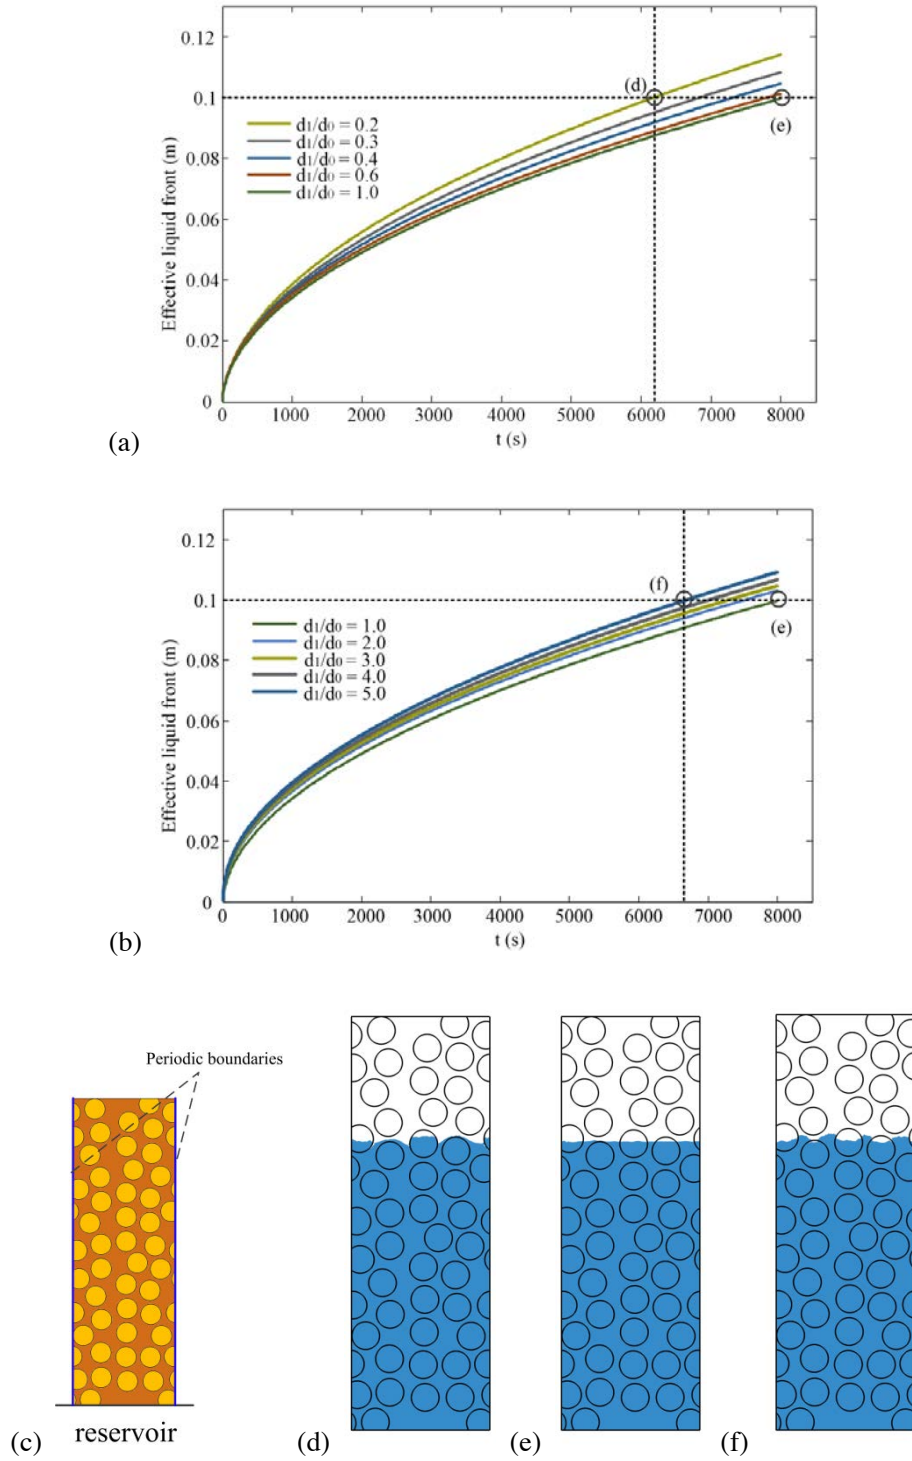 0.12
(d)
0.1
(e)
d₁/d₀ = 0.2
d₁/d₀ = 0.3
d₁/d₀ = 0.4
d₁/d₀ = 0.6
d₁/d₀ = 1.0
0.08
0.06
0.04
0.02
0
Effective liquid front (m)
0 1000 2000 3000 4000 5000 6000 7000 8000
t (s)
(a)
0.12
(f)
0.1
(e)
d₁/d₀ = 1.0
d₁/d₀ = 2.0
d₁/d₀ = 3.0
d₁/d₀ = 4.0
d₁/d₀ = 5.0
0.08
0.06
0.04
0.02
0
Effective liquid front (m)
0 1000 2000 3000 4000 5000 6000 7000 8000
t (s)
(b)
Periodic boundaries
reservoir
(c)
(d)
(e)
(f)